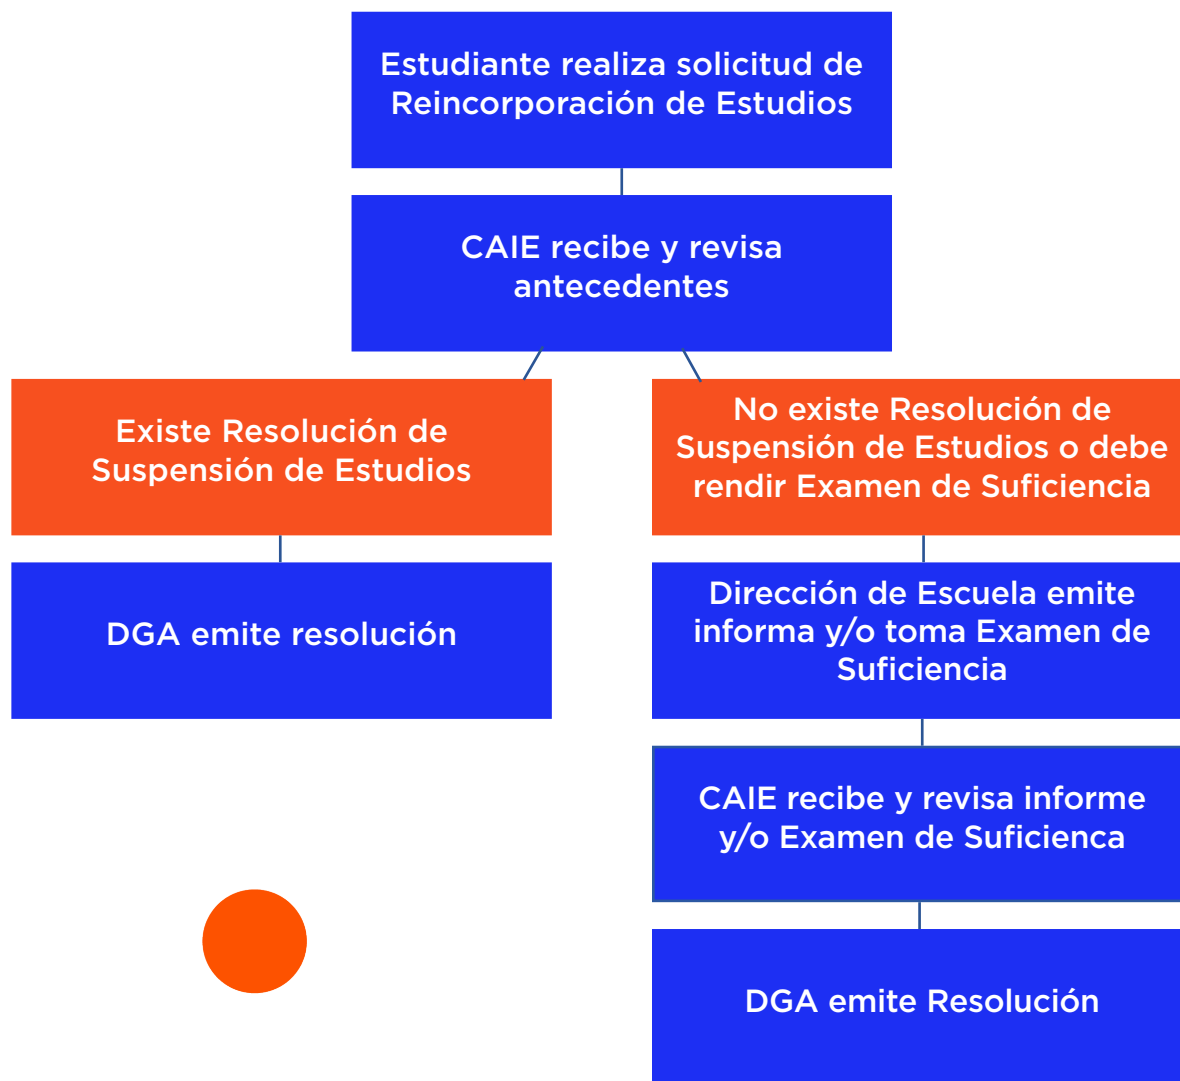 Estudiante realiza solicitud de
Reincorporación de Estudios
CAIE recibe y revisa
antecedentes
Existe Resolución de
Suspensión de Estudios
DGA emite resolución
No existe Resolución de
Suspensión de Estudios o debe
rendir Examen de Suficiencia
Dirección de Escuela emite
informa y/o toma Examen de
Suficiencia
CAIE recibe y revisa informe
y/o Examen de Suficienca
DGA emite Resolución